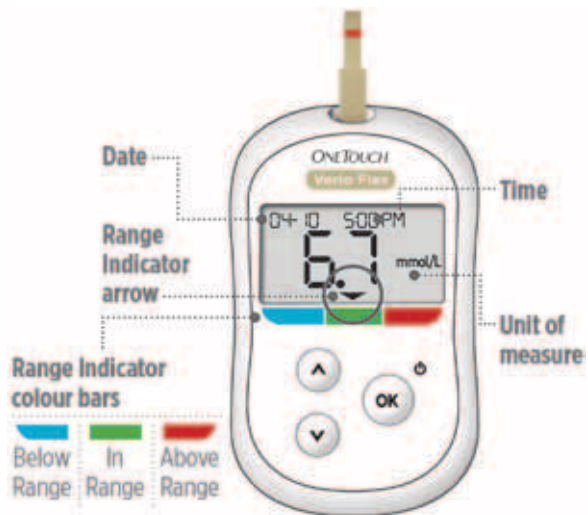 ONETOUCH
Verio Flex
Date
Time
04-10 5:00PM
Range
Indicator
arrow
6.7
mmol/L
Unit of
measure
Range Indicator
colour bars
OK
Below
Range
In
Range
Above
Range